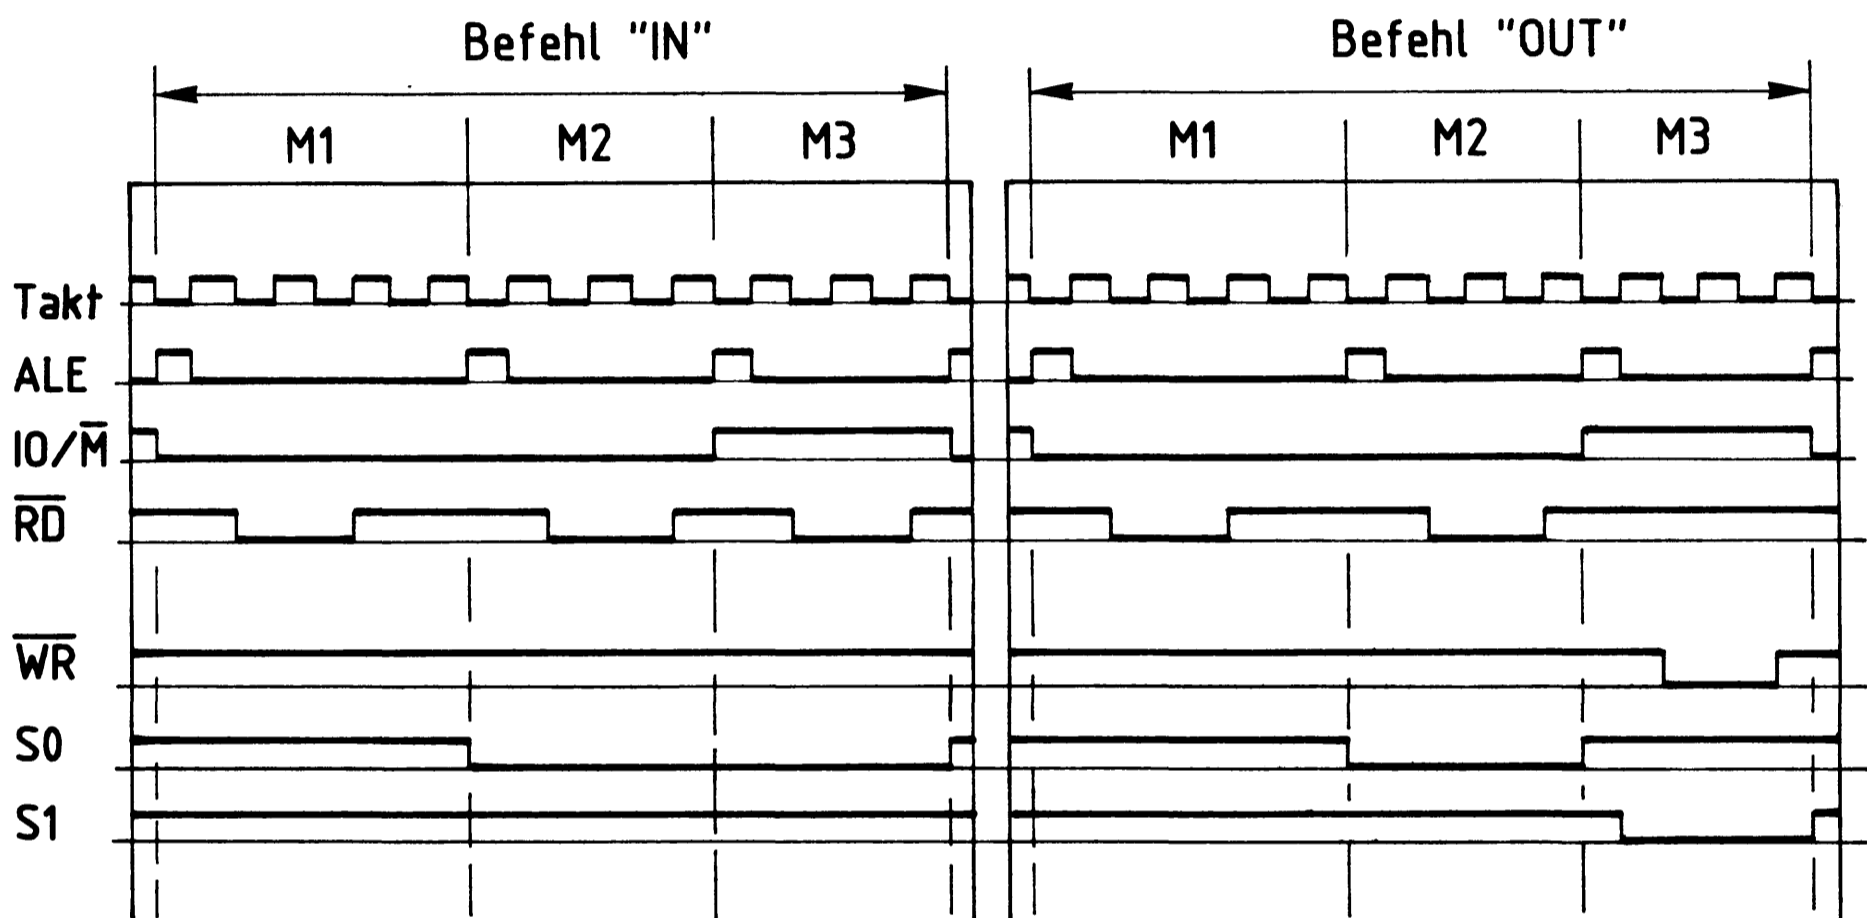 Befehl "IN"
Befehl "OUT"
M1 M2 M3
M1 M2 M3
Takt
ALE
IO/M̅
R̅D̅
W̅R̅
S0
S1